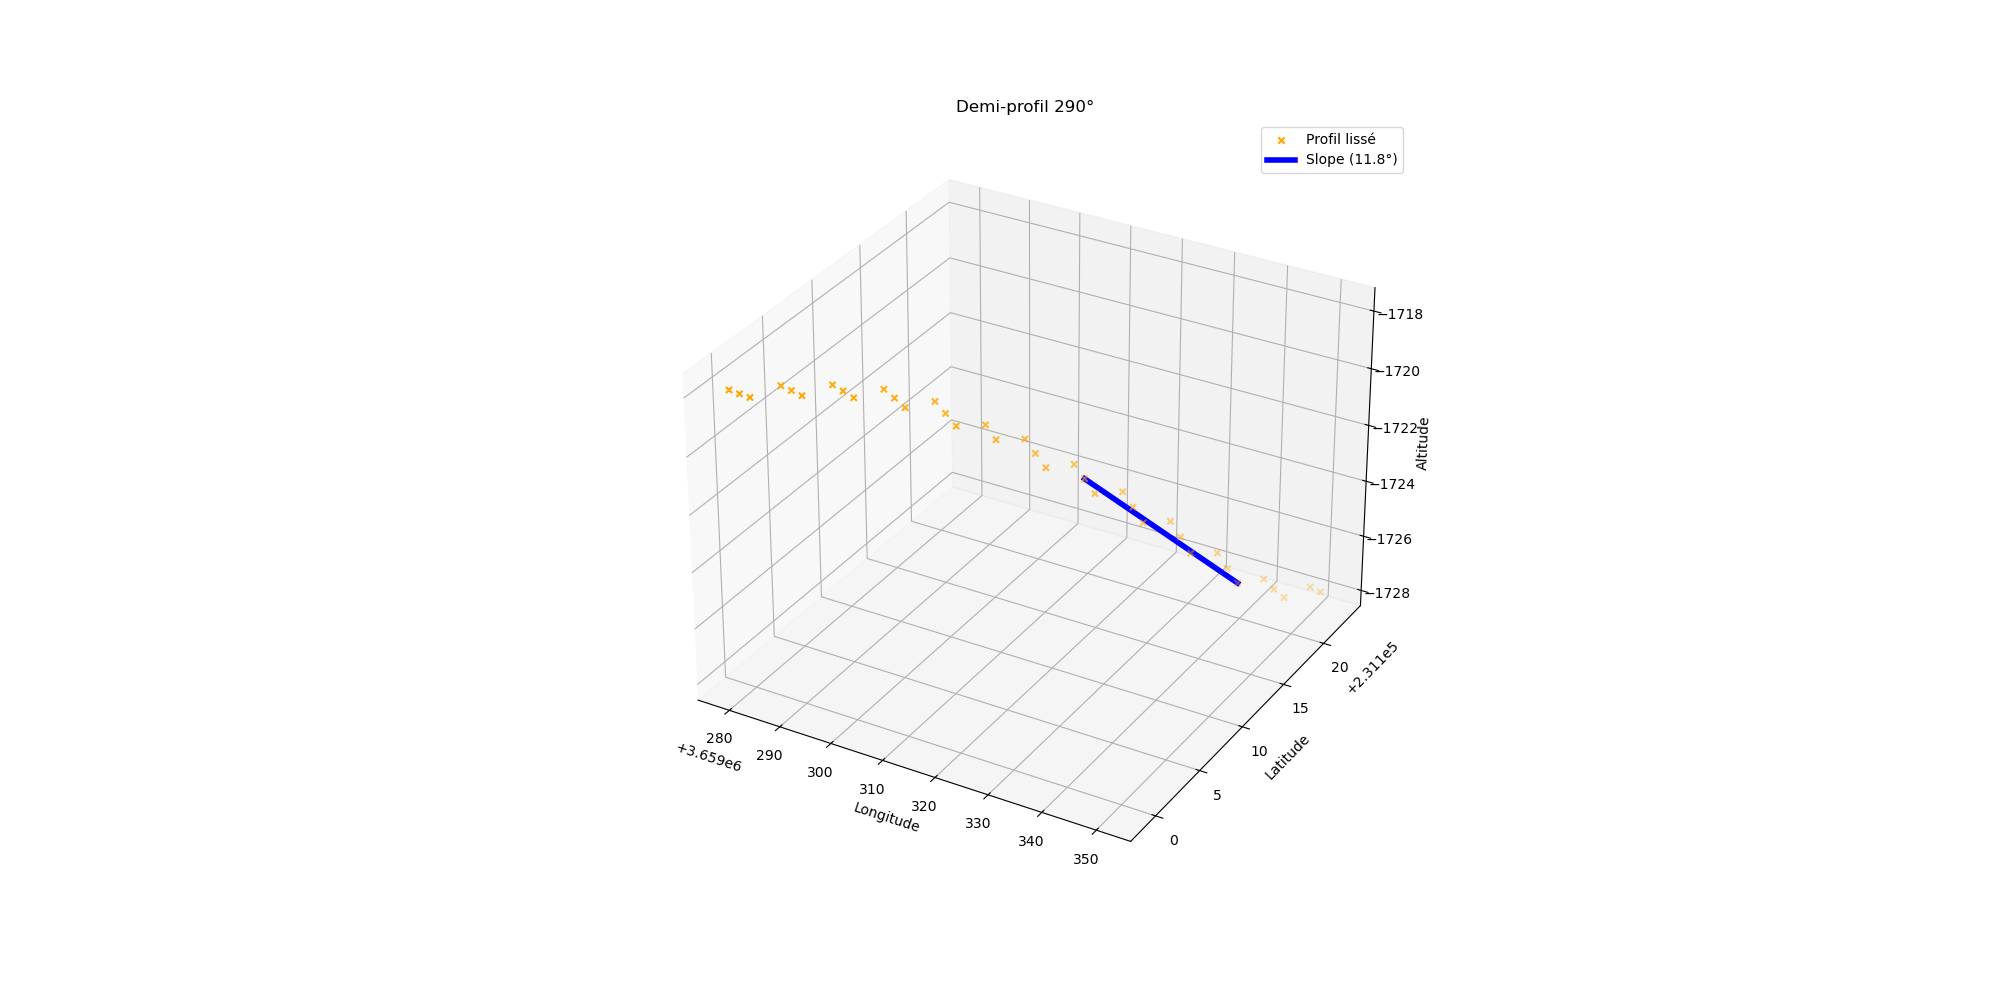 Demi-profil 290°
Profil lissé
Slope (11.8°)
−1718
−1720
−1722
−1724
−1726
−1728
Altitude
20
15
10
5
0
+2.311e5
Latitude
280
290
300
310
320
330
340
350
+3.659e6
Longitude